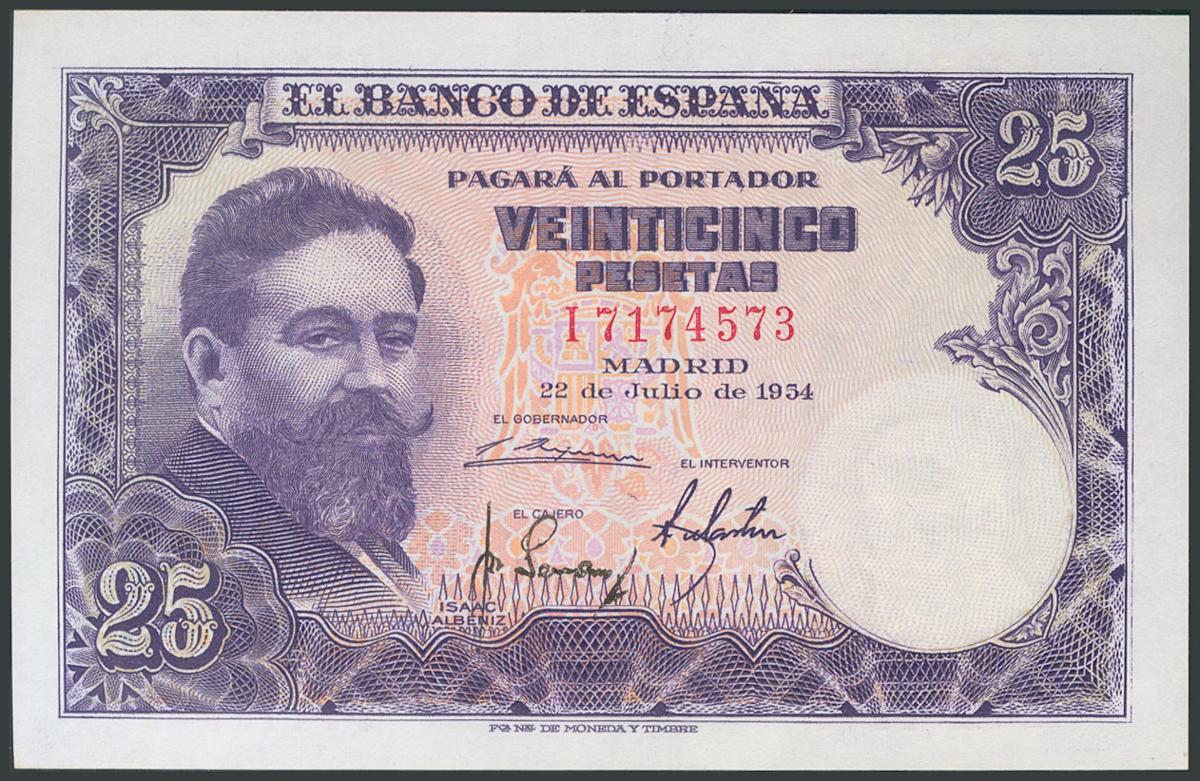 EL BANCO DE ESPAÑA
25
PAGARÁ AL PORTADOR
VEINTICINCO
PESETAS
I7174573
MADRID
22 de Julio de 1954
EL GOBERNADOR
EL INTERVENTOR
EL CAJERO
ISAAC
ALBÉNIZ
25
Fca NAL DE MONEDA Y TIMBRE